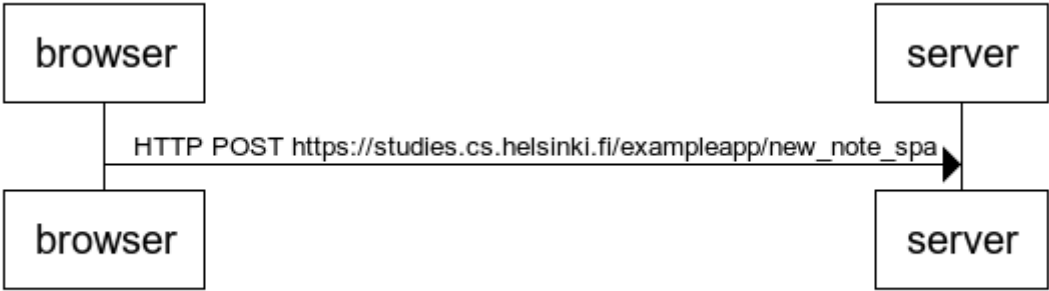 browser
server
HTTP POST https://studies.cs.helsinki.fi/exampleapp/new_note_spa
browser
server